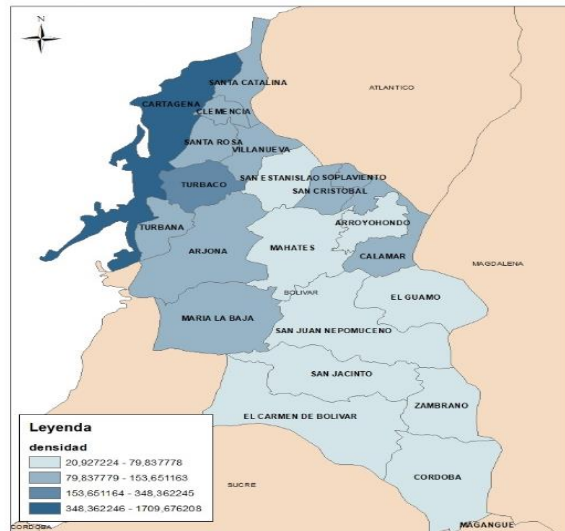 N
SANTA CATALINA
ATLANTICO
CARTAGENA
CLEMENCIA
SANTA ROSA
VILLANUEVA
TURBACO
SAN ESTANISLAO
SOPLAVIENTO
SAN CRISTOBAL
TURBANA
ARROYOHONDO
ARJONA
MAHATES
CALAMAR
MAGDALENA
BOLIVAR
EL GUAMO
MARIA LA BAJA
SAN JUAN NEPOMUCENO
SAN JACINTO
ZAMBRANO
EL CARMEN DE BOLIVAR
CORDOBA
SUCRE
MAGANGUE
CORDOBA
Leyenda
densidad
20,927224 - 79,837778
79,837779 - 153,651163
153,651164 - 348,362245
348,362246 - 1709,676208